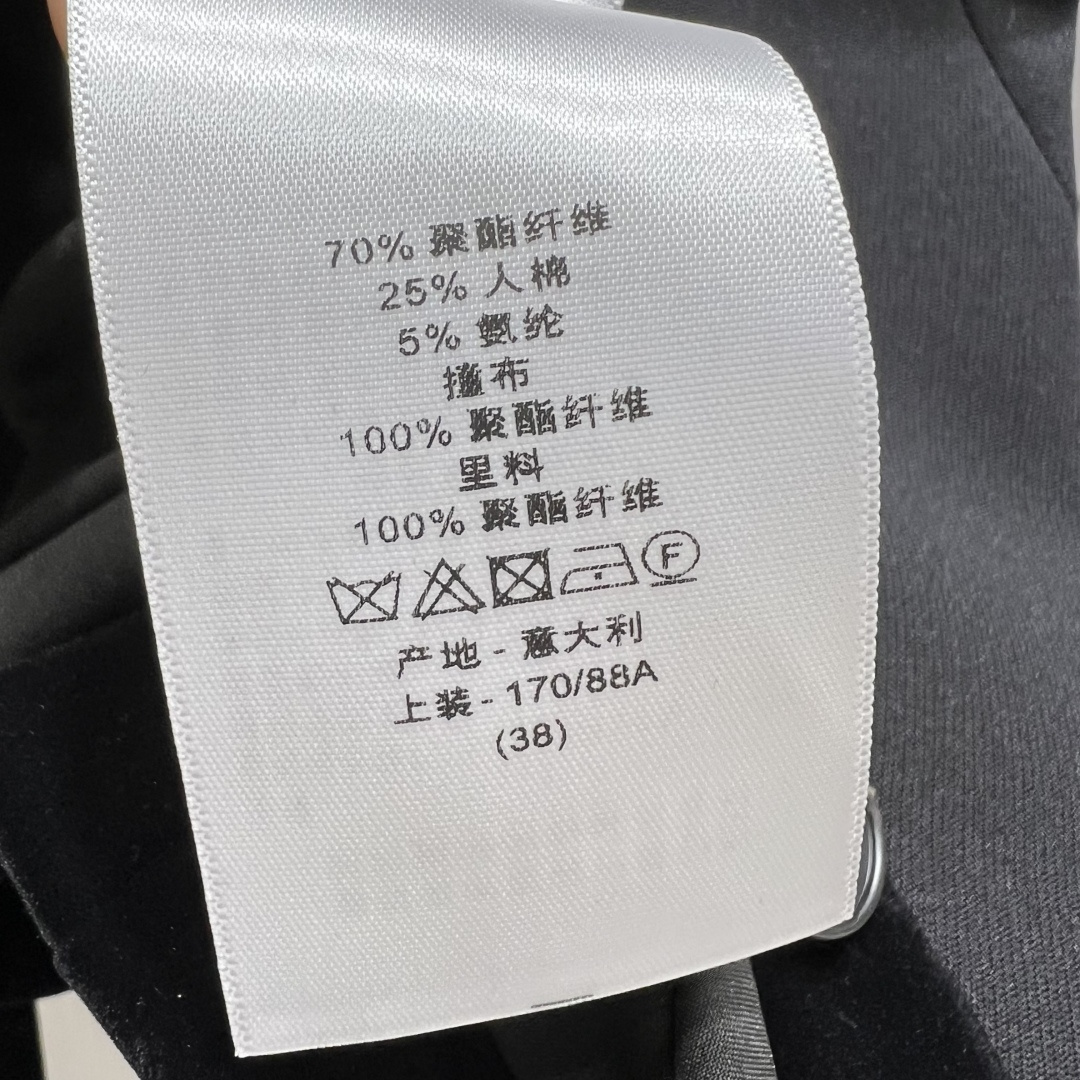 70% 聚酯纤维
25% 人棉
5% 氨纶
撞布
100% 聚酯纤维
里料
100% 聚酯纤维
F
产地 - 意大利
上装 - 170/88A
(38)